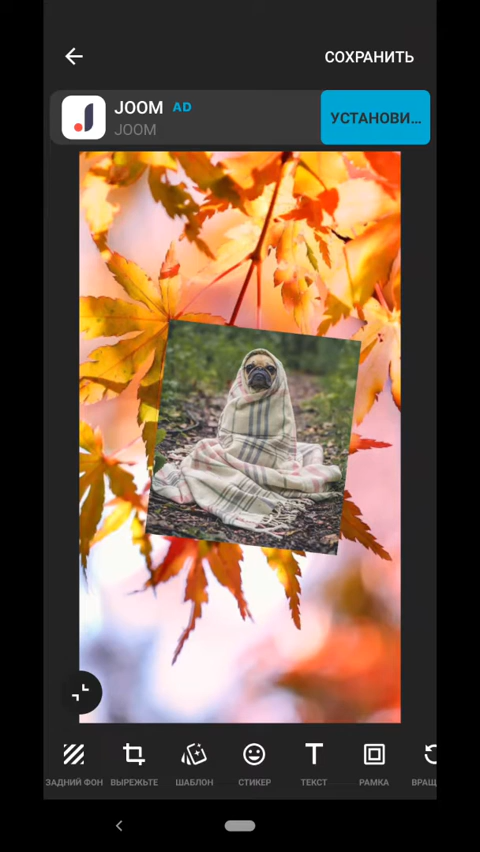 СОХРАНИТЬ
JOOM AD
JOOM
УСТАНОВИ...
ЗАДНИЙ ФОН ВЫРЕЖЬТЕ ШАБЛОН СТИКЕР ТЕКСТ РАМКА ВРАЩ